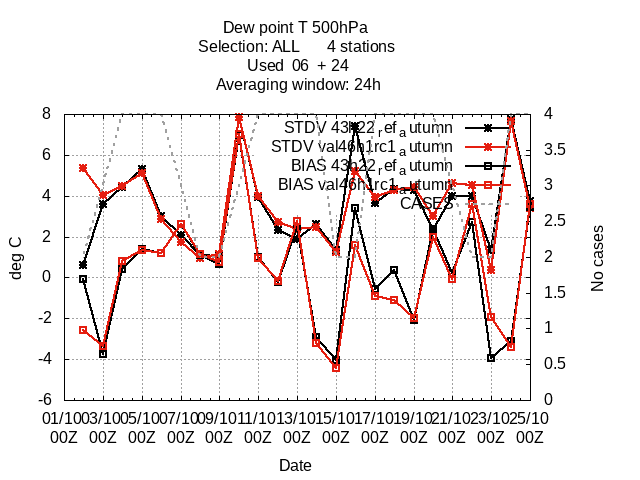 Dew point T 500hPa
Selection: ALL      4 stations
Used  06  + 24
Averaging window: 24h
STDV 43h22_ref_autumn
STDV val46h1rc1_autumn
BIAS 43h22_ref_autumn
BIAS val46h1rc1_autumn
CASES
deg C
8
6
4
2
0
-2
-4
-6
No cases
4
3.5
3
2.5
2
1.5
1
0.5
0
01/10 03/10 05/10 07/10 09/10 11/10 13/10 15/10 17/10 19/10 21/10 23/10 25/10
00Z 00Z 00Z 00Z 00Z 00Z 00Z 00Z 00Z 00Z 00Z 00Z 00Z
Date